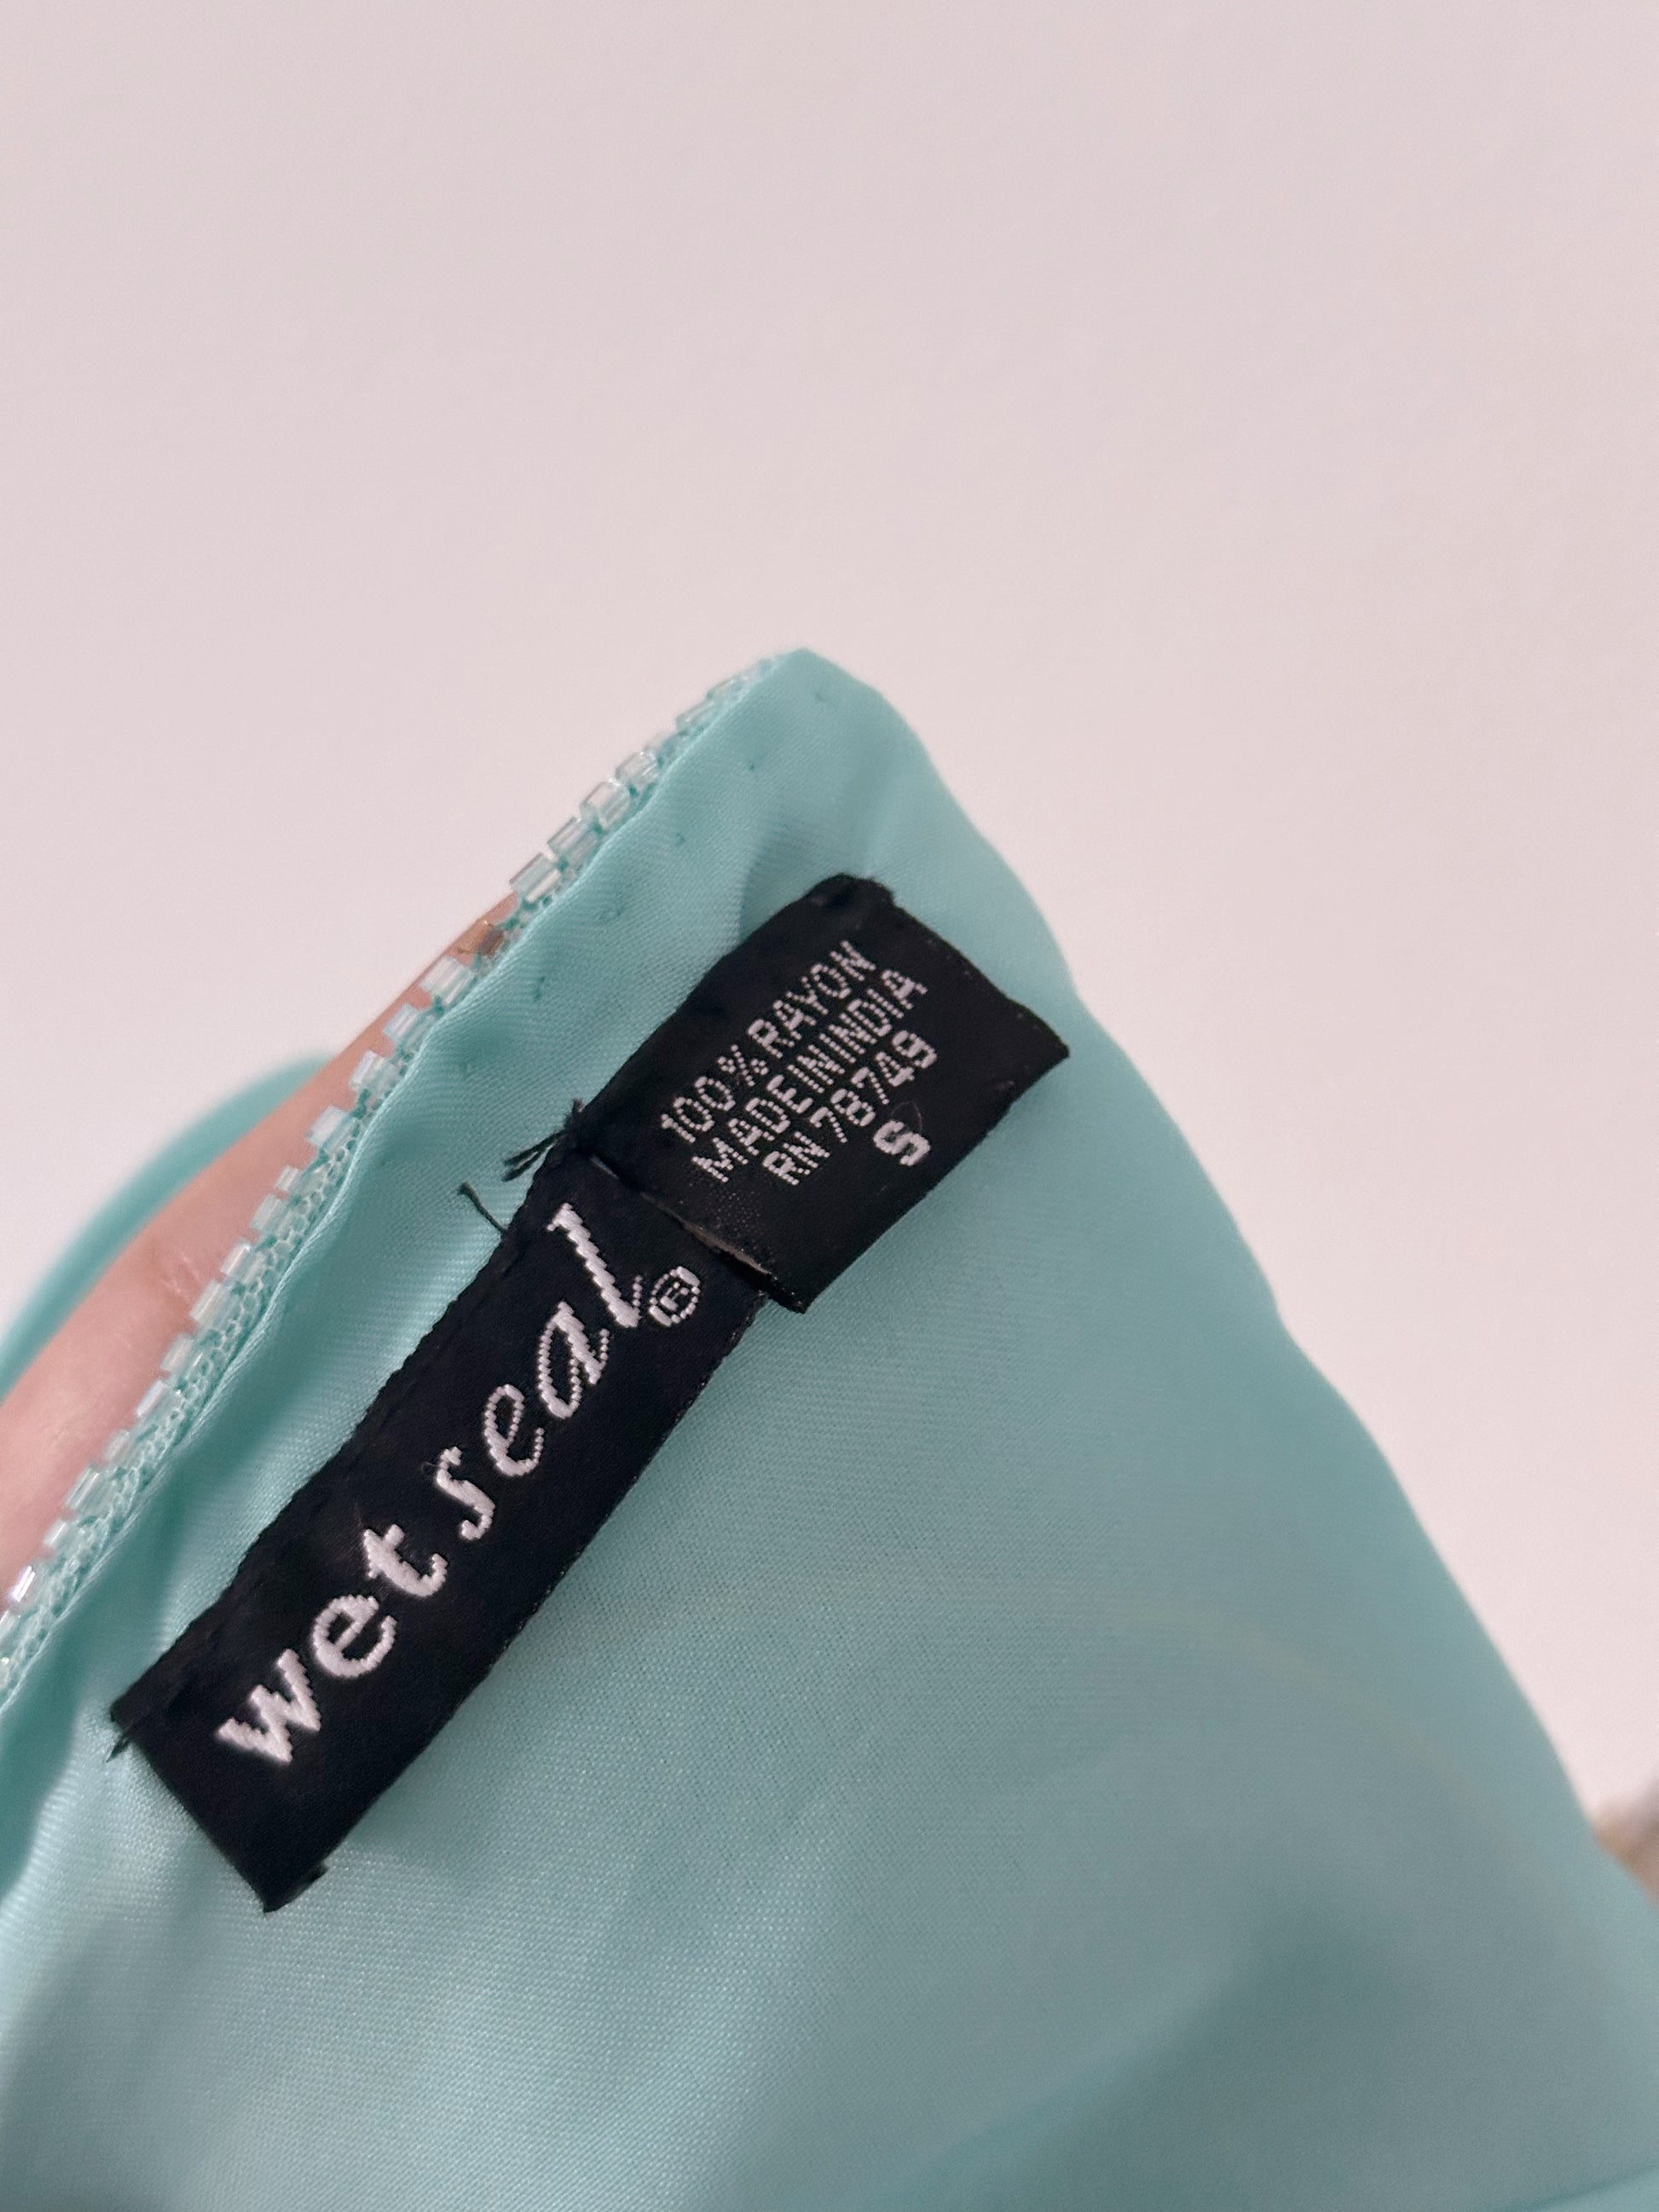 wet seal®
100% RAYON
MADE IN INDIA
RN 78749
S